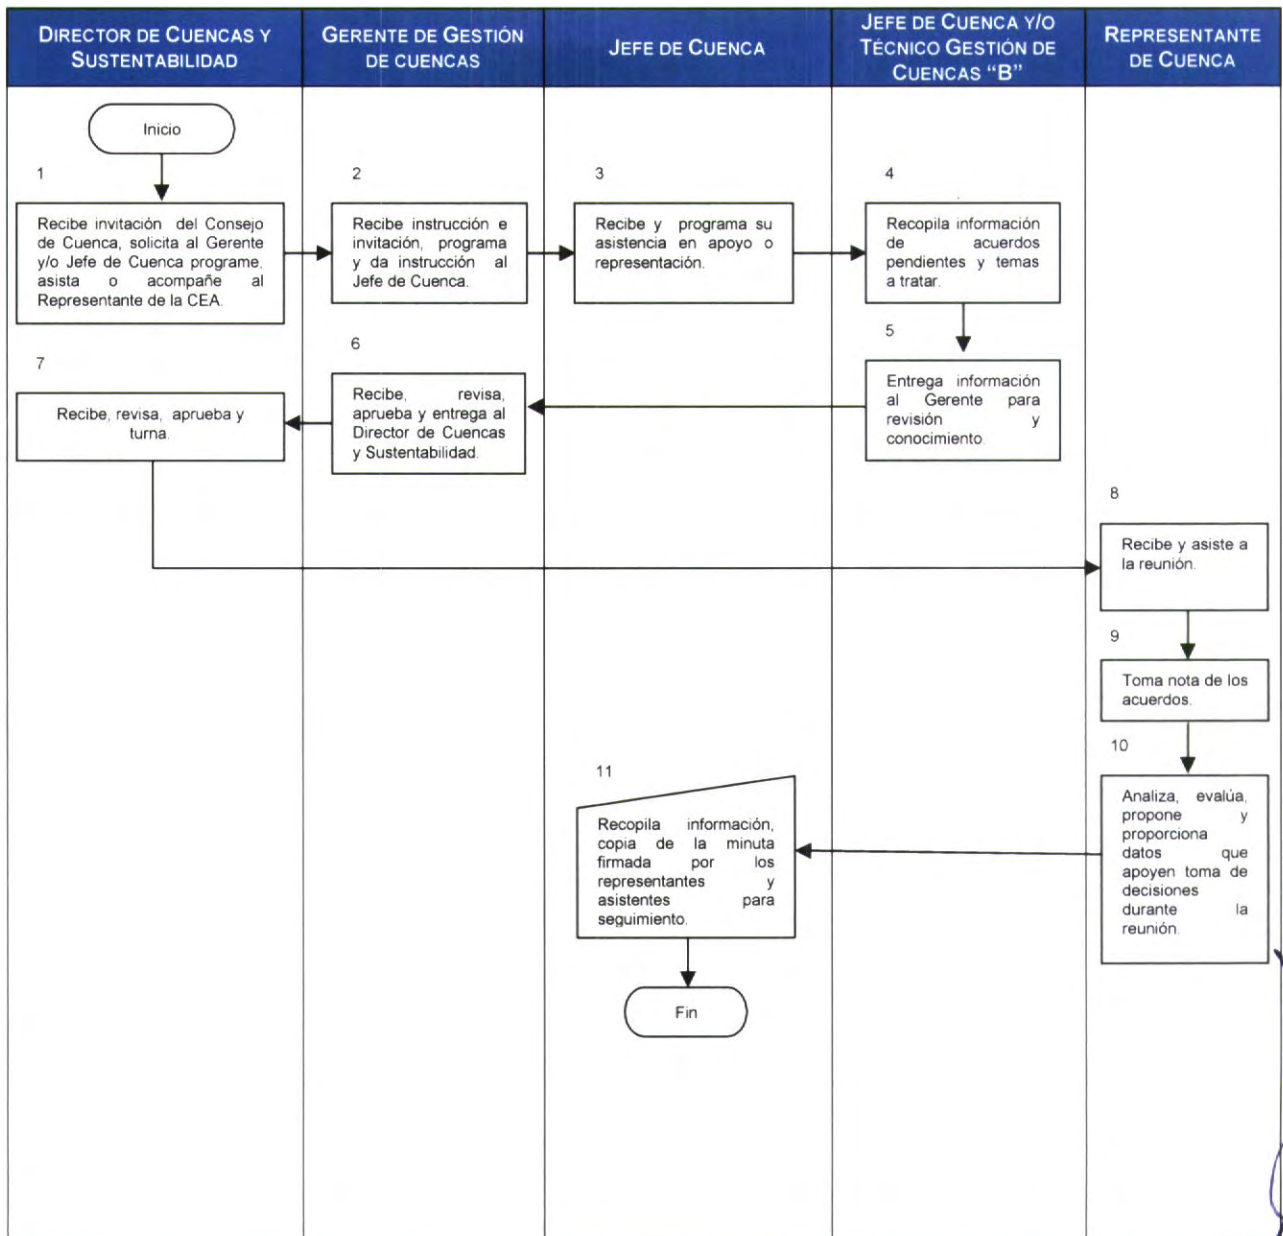 DIRECTOR DE CUENCAS Y
SUSTENTABILIDAD
GERENTE DE GESTIÓN
DE CUENCAS
JEFE DE CUENCA
JEFE DE CUENCA Y/O
TÉCNICO GESTIÓN DE
CUENCAS "B"
REPRESENTANTE
DE CUENCA
Inicio
1
Recibe invitación del Consejo
de Cuenca, solicita al Gerente
y/o Jefe de Cuenca programe,
asista o acompañe al
Representante de la CEA.
2
Recibe instrucción e
invitación, programa
y da instrucción al
Jefe de Cuenca.
3
Recibe y programa su
asistencia en apoyo o
representación.
4
Recopila información
de acuerdos
pendientes y temas
a tratar.
5
Entrega información
al Gerente para
revisión y
conocimiento.
6
Recibe, revisa,
aprueba y entrega al
Director de Cuencas
y Sustentabilidad.
7
Recibe, revisa, aprueba y
turna.
8
Recibe y asiste a
la reunión.
9
Toma nota de los
acuerdos.
10
Analiza, evalúa,
propone y
proporciona
datos que
apoyen toma de
decisiones
durante la
reunión.
11
Recopila información,
copia de la minuta
firmada por los
representantes y
asistentes para
seguimiento.
Fin